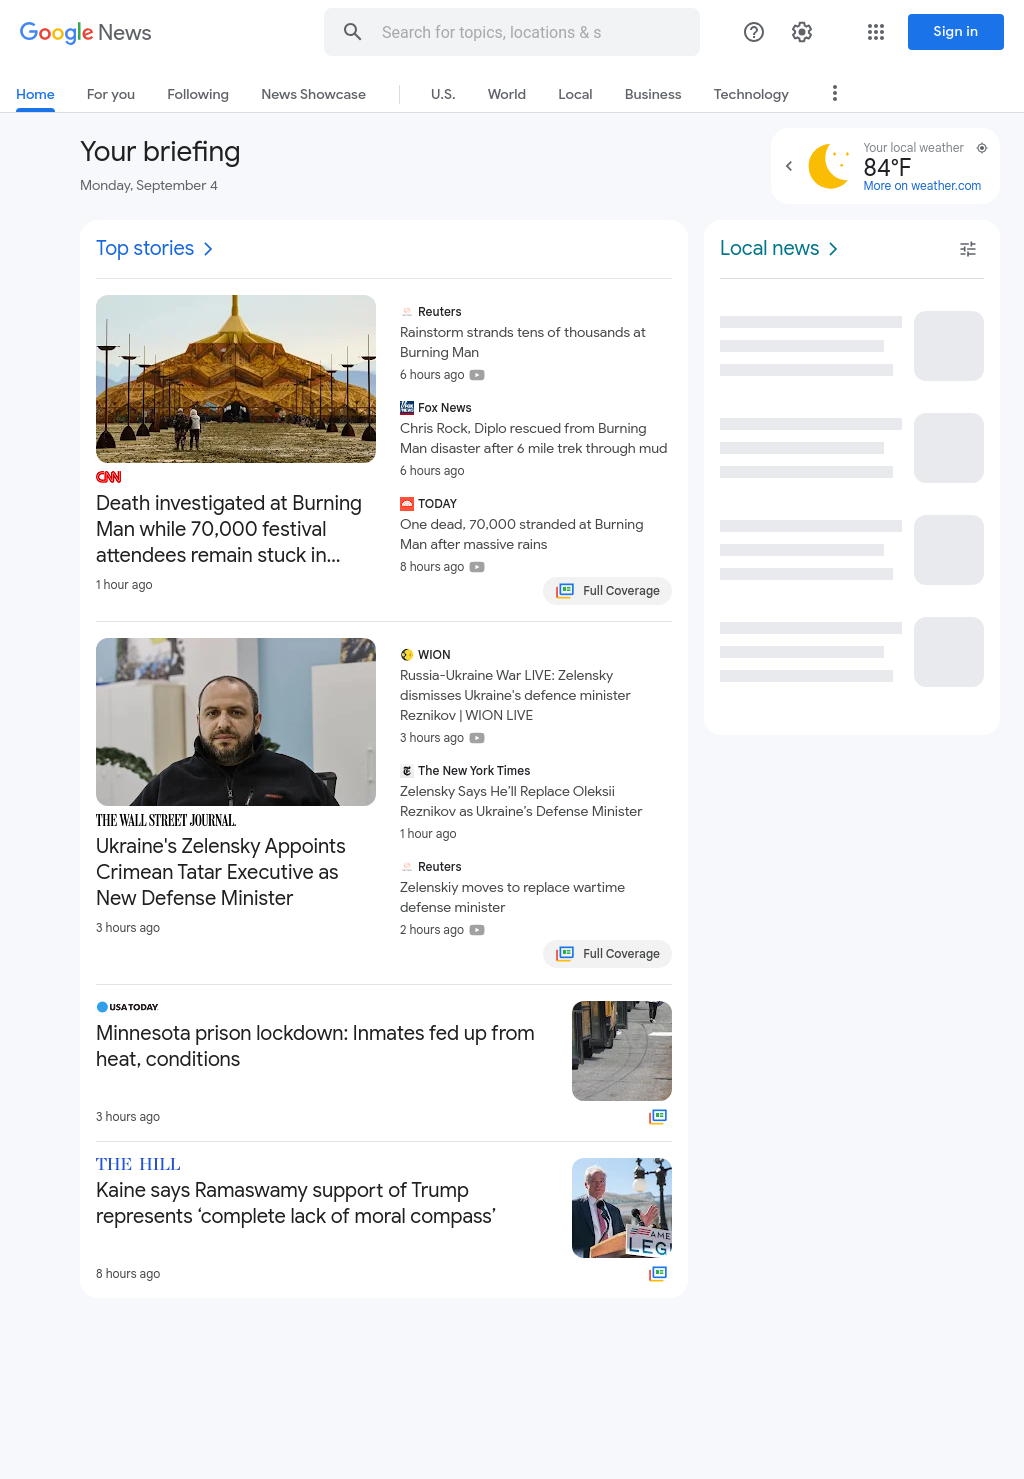 Google News
Search for topics, locations & s
Sign in
Home
For you
Following
News Showcase
U.S.
World
Local
Business
Technology
Your briefing
Monday, September 4
Your local weather
84°F
More on weather.com
Top stories
CNN
Death investigated at Burning
Man while 70,000 festival
attendees remain stuck in...
1 hour ago
Reuters
Rainstorm strands tens of thousands at
Burning Man
6 hours ago
Fox News
Chris Rock, Diplo rescued from Burning
Man disaster after 6 mile trek through mud
6 hours ago
TODAY
One dead, 70,000 stranded at Burning
Man after massive rains
8 hours ago
Full Coverage
THE WALL STREET JOURNAL.
Ukraine's Zelensky Appoints
Crimean Tatar Executive as
New Defense Minister
3 hours ago
WION
Russia-Ukraine War LIVE: Zelensky
dismisses Ukraine's defence minister
Reznikov | WION LIVE
3 hours ago
The New York Times
Zelensky Says He’ll Replace Oleksii
Reznikov as Ukraine’s Defense Minister
1 hour ago
Reuters
Zelenskiy moves to replace wartime
defense minister
2 hours ago
Full Coverage
USA TODAY
Minnesota prison lockdown: Inmates fed up from
heat, conditions
3 hours ago
THE HILL
Kaine says Ramaswamy support of Trump
represents ‘complete lack of moral compass’
8 hours ago
AME
LEGI
Local news